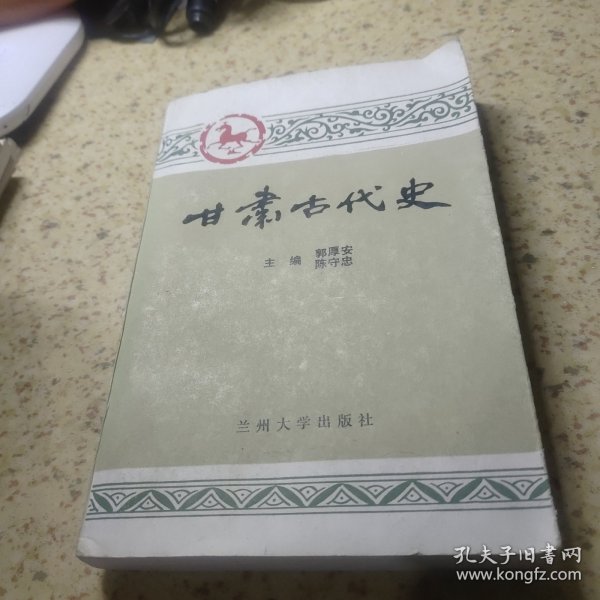 甘肃古代史
主编 郭厚安
陈守忠
兰州大学出版社
孔夫子旧书网
www.kongfz.com